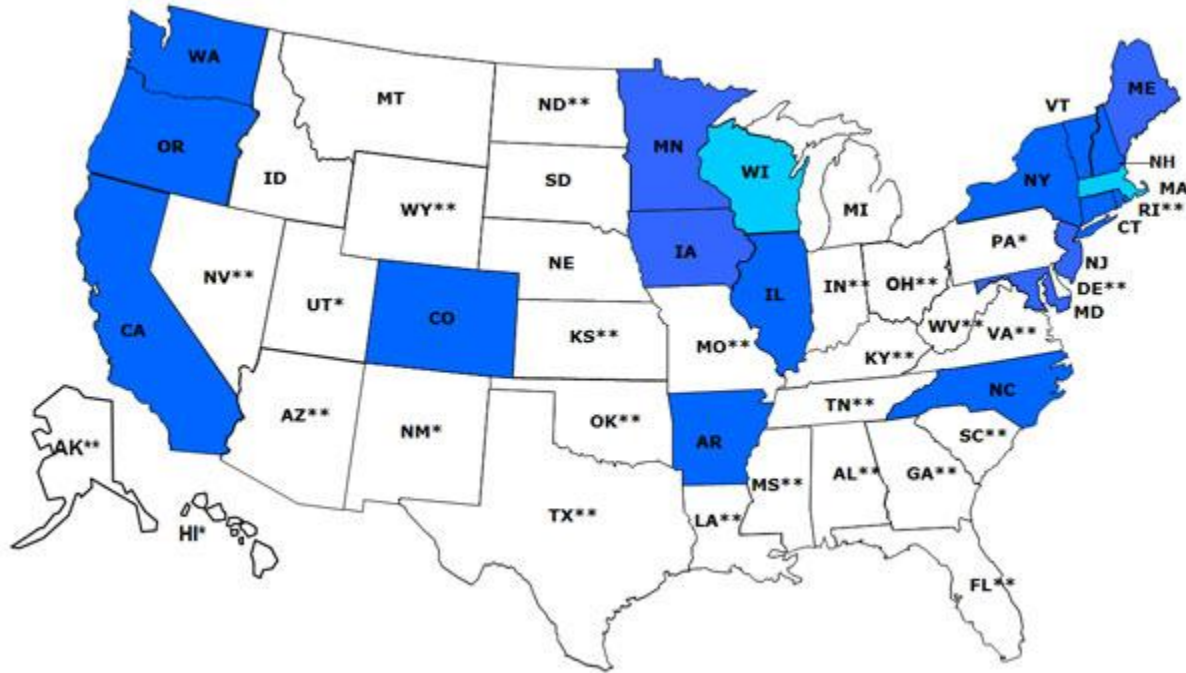 WA
MT
ND**
MN
ME
VT
OR
ID
SD
WI
NH
NY
MA
WY**
MI
RI**
CT
PA*
IA
NE
NJ
NV**
UT*
IN**
OH**
DE**
MD
CA
CO
IL
KS**
MO**
WV**
VA**
KY**
NC
AZ**
NM*
OK**
AR
TN**
SC**
AK**
MS**
AL**
GA**
TX**
LA**
HI*
FL**